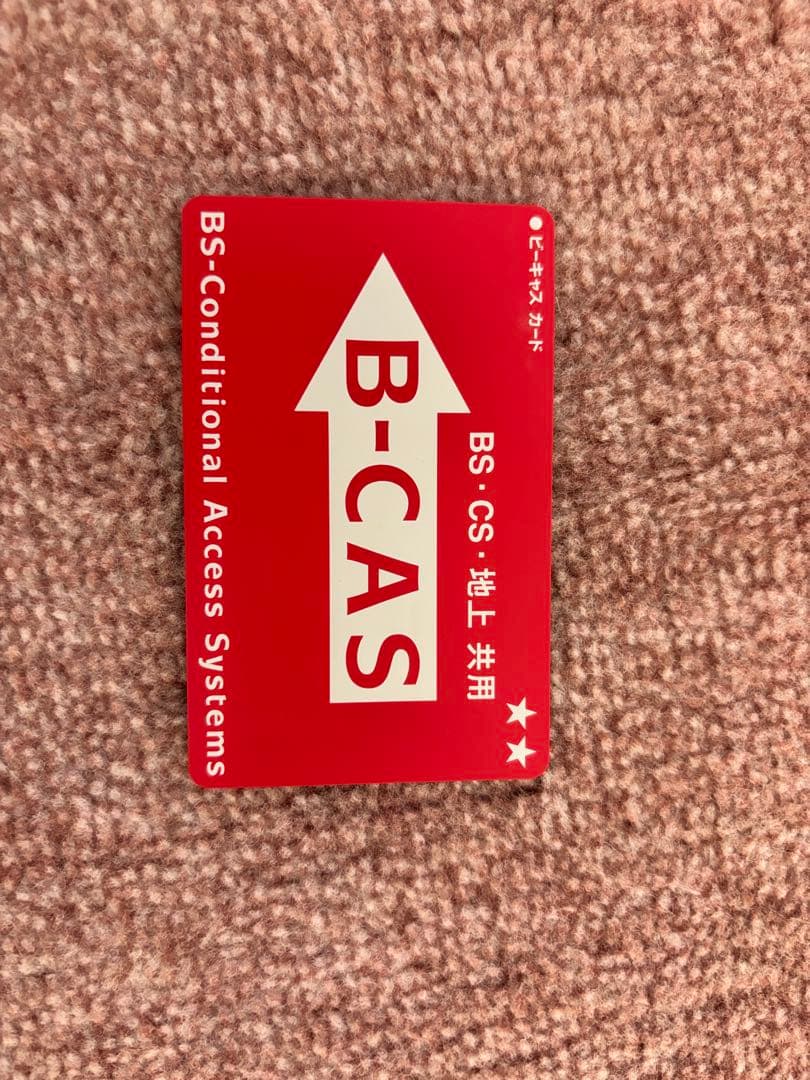 ●ビーキャス カード
BS・CS・地上 共用
★★
B-CAS
BS-Conditional Access Systems